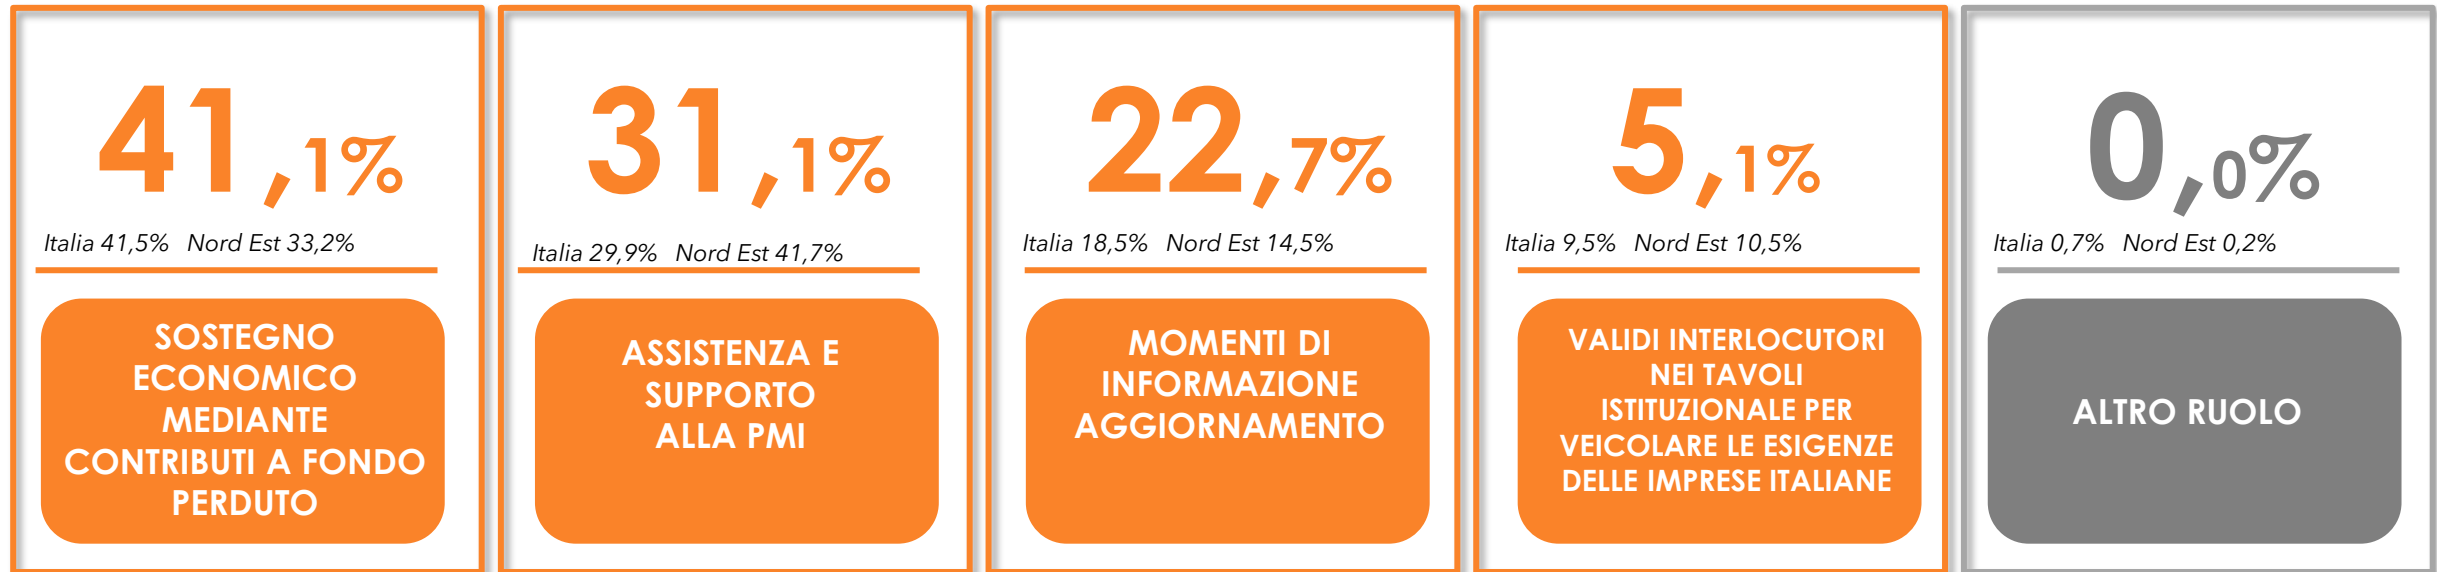 41,1%
Italia 41,5% Nord Est 33,2%
SOSTEGNO
ECONOMICO
MEDIANTE
CONTRIBUTI A FONDO
PERDUTO
31,1%
Italia 29,9% Nord Est 41,7%
ASSISTENZA E
SUPPORTO
ALLA PMI
22,7%
Italia 18,5% Nord Est 14,5%
MOMENTI DI
INFORMAZIONE
AGGIORNAMENTO
5,1%
Italia 9,5% Nord Est 10,5%
VALIDI INTERLOCUTORI
NEI TAVOLI
ISTITUZIONALE PER
VEICOLARE LE ESIGENZE
DELLE IMPRESE ITALIANE
0,0%
Italia 0,7% Nord Est 0,2%
ALTRO RUOLO